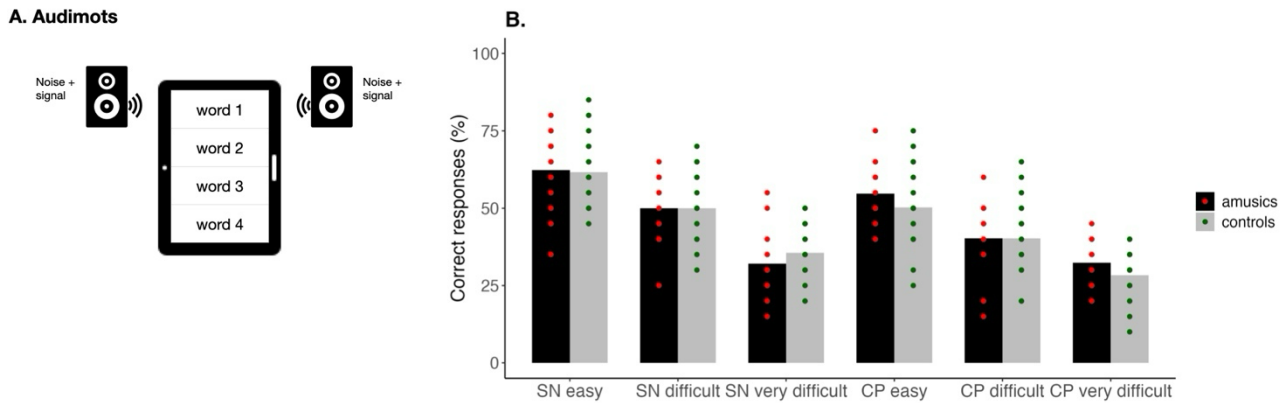 A. Audimots
Noise +
signal
word 1
word 2
word 3
word 4
Noise +
signal
B.
Correct responses (%)
100
75
50
25
0
SN easy
SN difficult
SN very difficult
CP easy
CP difficult
CP very difficult
amusics
controls